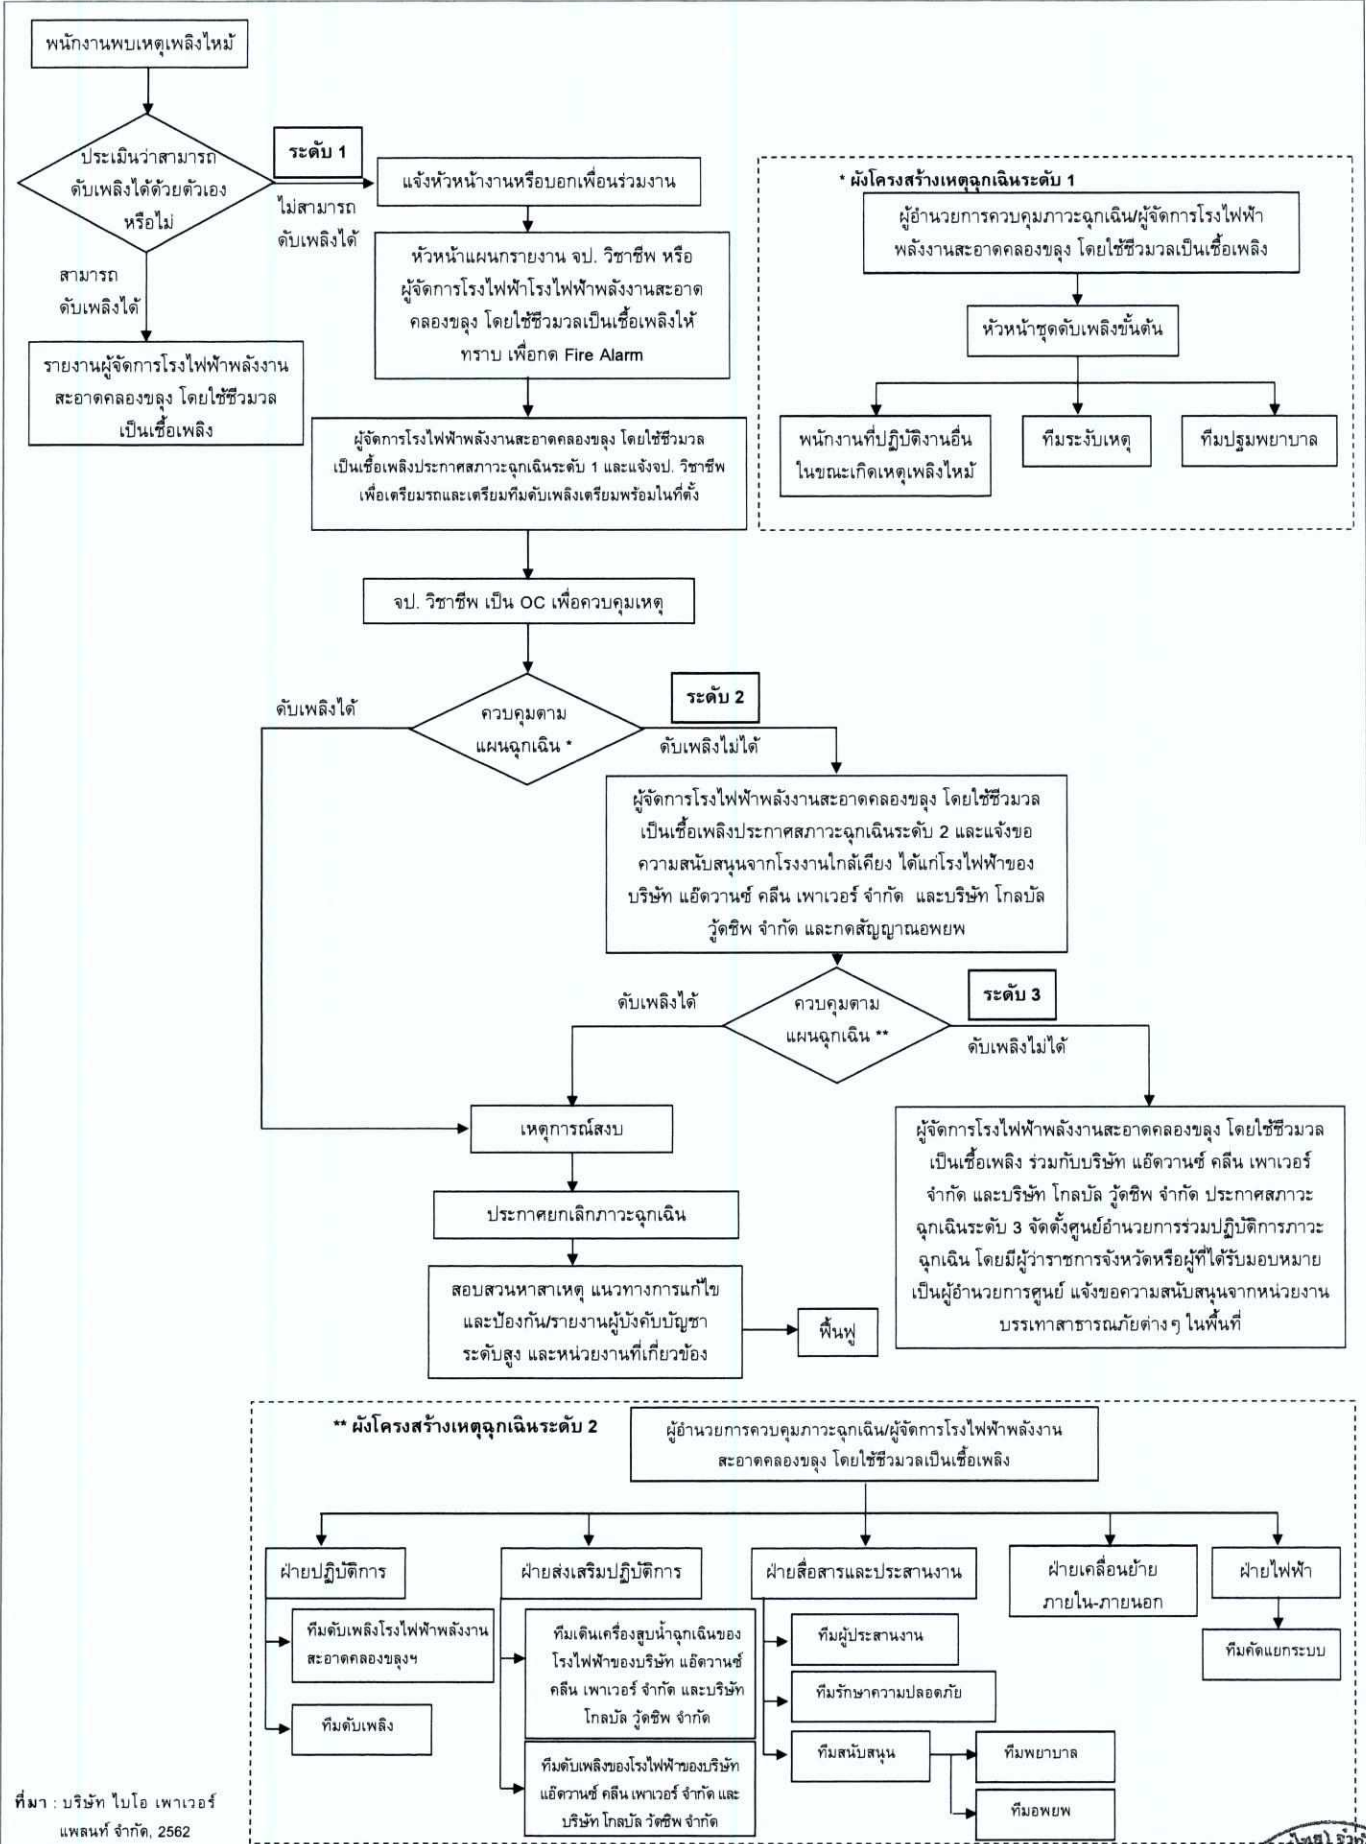 พนักงานพบเหตุเพลิงไหม้
ประเมินว่าสามารถ
ดับเพลิงได้ด้วยตัวเอง
หรือไม่
ระดับ 1
ไม่สามารถ
ดับเพลิงได้
สามารถ
ดับเพลิงได้
รายงานผู้จัดการโรงไฟฟ้าพลังงาน
สะอาดคลองขลุง โดยใช้ชีวมวล
เป็นเชื้อเพลิง
แจ้งหัวหน้างานหรือบอกเพื่อนร่วมงาน
หัวหน้าแผนกรายงาน จป. วิชาชีพ หรือ
ผู้จัดการโรงไฟฟ้าโรงไฟฟ้าพลังงานสะอาด
คลองขลุง โดยใช้ชีวมวลเป็นเชื้อเพลิงให้
ทราบ เพื่อกด Fire Alarm
ผู้จัดการโรงไฟฟ้าพลังงานสะอาดคลองขลุง โดยใช้ชีวมวล
เป็นเชื้อเพลิงประกาศสภาวะฉุกเฉินระดับ 1 และแจ้งจป. วิชาชีพ
เพื่อเตรียมรถและเตรียมทีมดับเพลิงเตรียมพร้อมในที่ตั้ง
* ผังโครงสร้างเหตุฉุกเฉินระดับ 1
ผู้อำนวยการควบคุมภาวะฉุกเฉิน/ผู้จัดการโรงไฟฟ้า
พลังงานสะอาดคลองขลุง โดยใช้ชีวมวลเป็นเชื้อเพลิง
หัวหน้าชุดดับเพลิงขั้นต้น
พนักงานที่ปฏิบัติงานอื่น
ในขณะเกิดเหตุเพลิงไหม้
ทีมระงับเหตุ
ทีมปฐมพยาบาล
จป. วิชาชีพ เป็น OC เพื่อควบคุมเหตุ
ควบคุมตาม
แผนฉุกเฉิน *
ดับเพลิงได้
ระดับ 2
ดับเพลิงไม่ได้
ผู้จัดการโรงไฟฟ้าพลังงานสะอาดคลองขลุง โดยใช้ชีวมวล
เป็นเชื้อเพลิงประกาศสภาวะฉุกเฉินระดับ 2 และแจ้งขอ
ความสนับสนุนจากโรงงานใกล้เคียง ได้แก่โรงไฟฟ้าของ
บริษัท แอ๊ดวานซ์ คลีน เพาเวอร์ จำกัด และบริษัท โกลบัล
วู้ดชิพ จำกัด และกดสัญญาณอพยพ
ดับเพลิงได้
ควบคุมตาม
แผนฉุกเฉิน **
ระดับ 3
ดับเพลิงไม่ได้
เหตุการณ์สงบ
ประกาศยกเลิกภาวะฉุกเฉิน
สอบสวนหาสาเหตุ แนวทางการแก้ไข
และป้องกัน/รายงานผู้บังคับบัญชา
ระดับสูง และหน่วยงานที่เกี่ยวข้อง
ฟื้นฟู
ผู้จัดการโรงไฟฟ้าพลังงานสะอาดคลองขลุง โดยใช้ชีวมวล
เป็นเชื้อเพลิง ร่วมกับบริษัท แอ๊ดวานซ์ คลีน เพาเวอร์
จำกัด และบริษัท โกลบัล วู้ดชิพ จำกัด ประกาศสภาวะ
ฉุกเฉินระดับ 3 จัดตั้งศูนย์อำนวยการร่วมปฏิบัติการภาวะ
ฉุกเฉิน โดยมีผู้ว่าราชการจังหวัดหรือผู้ที่ได้รับมอบหมาย
เป็นผู้อำนวยการศูนย์ แจ้งขอความสนับสนุนจากหน่วยงาน
บรรเทาสาธารณภัยต่างๆ ในพื้นที่
** ผังโครงสร้างเหตุฉุกเฉินระดับ 2
ผู้อำนวยการควบคุมภาวะฉุกเฉิน/ผู้จัดการโรงไฟฟ้าพลังงาน
สะอาดคลองขลุง โดยใช้ชีวมวลเป็นเชื้อเพลิง
ฝ่ายปฏิบัติการ
ทีมดับเพลิงโรงไฟฟ้าพลังงาน
สะอาดคลองขลุงฯ
ทีมดับเพลิง
ฝ่ายส่งเสริมปฏิบัติการ
ทีมเดินเครื่องสูบน้ำฉุกเฉินของ
โรงไฟฟ้าของบริษัท แอ๊ดวานซ์
คลีน เพาเวอร์ จำกัด และบริษัท
โกลบัล วู้ดชิพ จำกัด
ทีมดับเพลิงของโรงไฟฟ้าของบริษัท
แอ๊ดวานซ์ คลีน เพาเวอร์ จำกัด และ
บริษัท โกลบัล วู้ดชิพ จำกัด
ฝ่ายสื่อสารและประสานงาน
ทีมผู้ประสานงาน
ทีมรักษาความปลอดภัย
ทีมสนับสนุน
ทีมพยาบาล
ทีมอพยพ
ฝ่ายเคลื่อนย้าย
ภายใน-ภายนอก
ฝ่ายไฟฟ้า
ทีมตัดแยกระบบ
ที่มา : บริษัท ไบโอ เพาเวอร์
แพลนท์ จำกัด, 2562